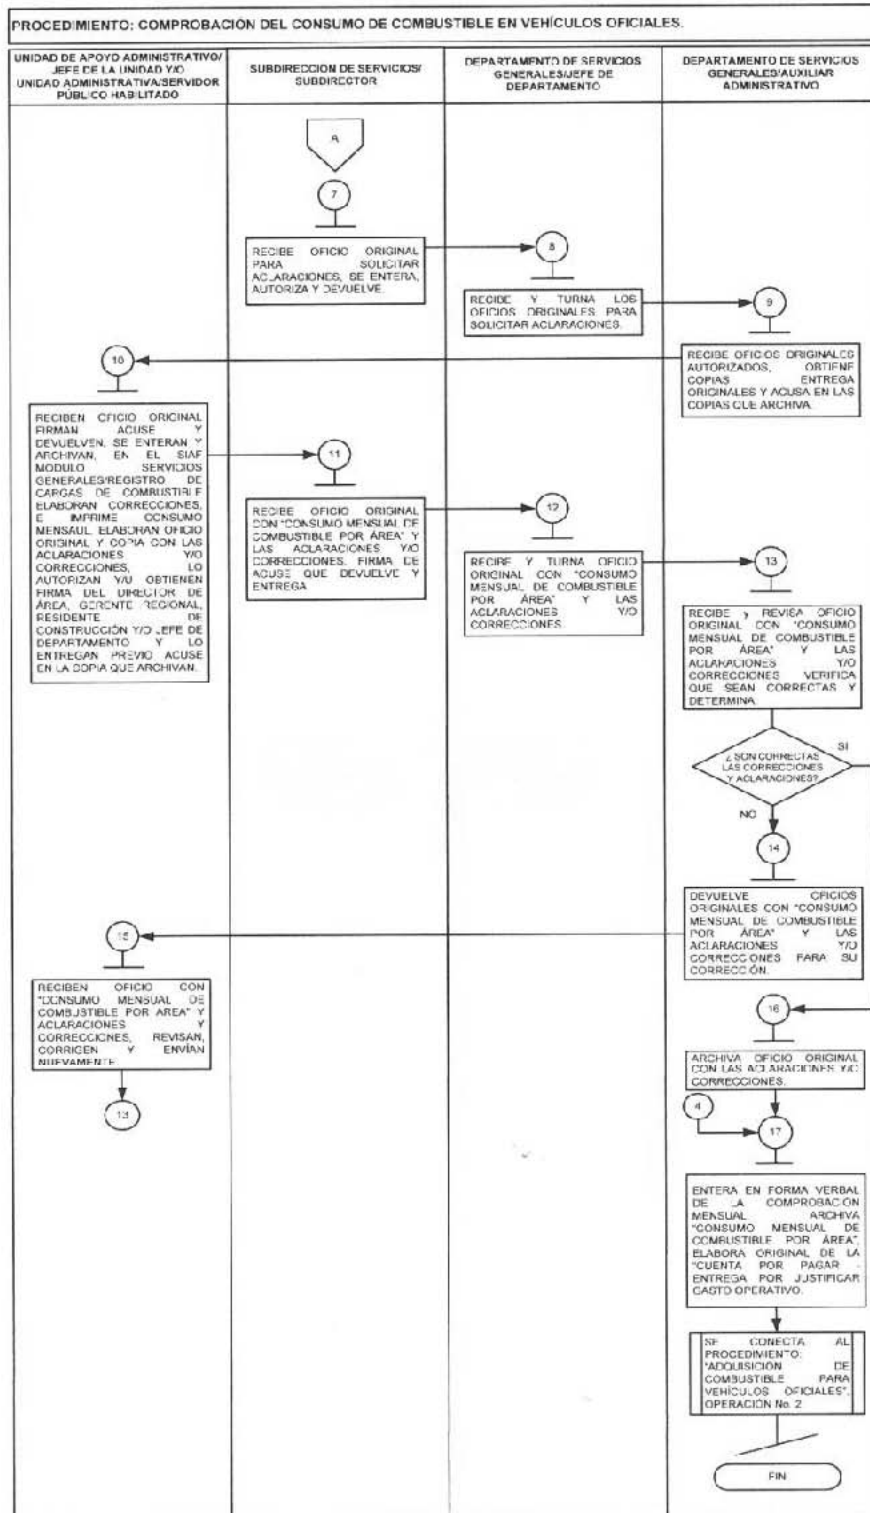 PROCEDIMIENTO: COMPROBACIÓN DEL CONSUMO DE COMBUSTIBLE EN VEHÍCULOS OFICIALES.
UNIDAD DE APOYO ADMINISTRATIVO/
JEFE DE LA UNIDAD Y/O
UNIDAD ADMINISTRATIVA/SERVIDOR
PÚBLICO HABILITADO
SUBDIRECCION DE SERVICIOS/
SUBDIRECTOR
DEPARTAMENTO DE SERVICIOS
GENERALES/JEFE DE
DEPARTAMENTO
DEPARTAMENTO DE SERVICIOS
GENERALES/AUXILIAR
ADMINISTRATIVO
A
7
RECIBE OFICIO ORIGINAL
PARA SOLICITAR
ACLARACIONES, SE ENTERA,
AUTORIZA Y DEVUELVE.
8
RECIBE Y TURNA LOS
OFICIOS ORIGINALES PARA
SOLICITAR ACLARACIONES.
9
RECIBE OFICIOS ORIGINALES
AUTORIZADOS, OBTIENE
COPIAS ENTREGA
ORIGINALES Y ACUSA EN LAS
COPIAS QUE ARCHIVA.
10
RECIBEN OFICIO ORIGINAL
FIRMAN ACUSE Y
DEVUELVEN, SE ENTERAN Y
ARCHIVAN, EN EL SIAF
MODULO SERVICIOS
GENERALES/REGISTRO DE
CARGAS DE COMBUSTIBLE
ELABORAN CORRECCIONES,
E IMPRIME CONSUMO
MENSAUL, ELABORAN OFICIO
ORIGINAL Y COPIA CON LAS
ACLARACIONES Y/O
CORRECCIONES, LO
AUTORIZAN Y/U OBTIENEN
FIRMA DEL DIRECTOR DE
ÁREA, GERENTE REGIONAL,
RESIDENTE DE
CONSTRUCCIÓN Y/O JEFE DE
DEPARTAMENTO Y LO
ENTREGAN PREVIO ACUSE
EN LA COPIA QUE ARCHIVAN.
11
RECIBE OFICIO ORIGINAL
CON "CONSUMO MENSUAL DE
COMBUSTIBLE POR ÁREA" Y
LAS ACLARACIONES Y/O
CORRECCIONES, FIRMA DE
ACUSE QUE DEVUELVE Y
ENTREGA
12
RECIBE Y TURNA OFICIO
ORIGINAL CON "CONSUMO
MENSUAL DE COMBUSTIBLE
POR ÁREA" Y LAS
ACLARACIONES Y/O
CORRECCIONES.
13
RECIBE y REVISA OFICIO
ORIGINAL CON "CONSUMO
MENSUAL DE COMBUSTIBLE
POR ÁREA" Y LAS
ACLARACIONES Y/O
CORRECCIONES VERIFICA
QUE SEAN CORRECTAS Y
DETERMINA.
¿ SON CORRECTAS
LAS CORRECCIONES
Y ACLARACIONES?
SI
NO
14
DEVUELVE OFICIOS
ORIGINALES CON "CONSUMO
MENSUAL DE COMBUSTIBLE
POR ÁREA" Y LAS
ACLARACIONES Y/O
CORRECCIONES PARA SU
CORRECCIÓN.
15
RECIBEN OFICIO CON
"CONSUMO MENSUAL DE
COMBUSTIBLE POR AREA" Y
ACLARACIONES Y
CORRECCIONES, REVISAN,
CORRIGEN Y ENVÍAN
NUEVAMENTE
13
16
ARCHIVA OFICIO ORIGINAL
CON LAS ACLARACIONES Y/O
CORRECCIONES.
4
17
ENTERA EN FORMA VERBAL
DE LA COMPROBACION
MENSUAL ARCHIVA
"CONSUMO MENSUAL DE
COMBUSTIBLE POR ÁREA",
ELABORA ORIGINAL DE LA
"CUENTA POR PAGAR -
ENTREGA POR JUSTIFICAR
GASTO OPERATIVO.
SE CONECTA AL
PROCEDIMIENTO:
"ADQUISICION DE
COMBUSTIBLE PARA
VEHÍCULOS OFICIALES",
OPERACIÓN No. 2
FIN